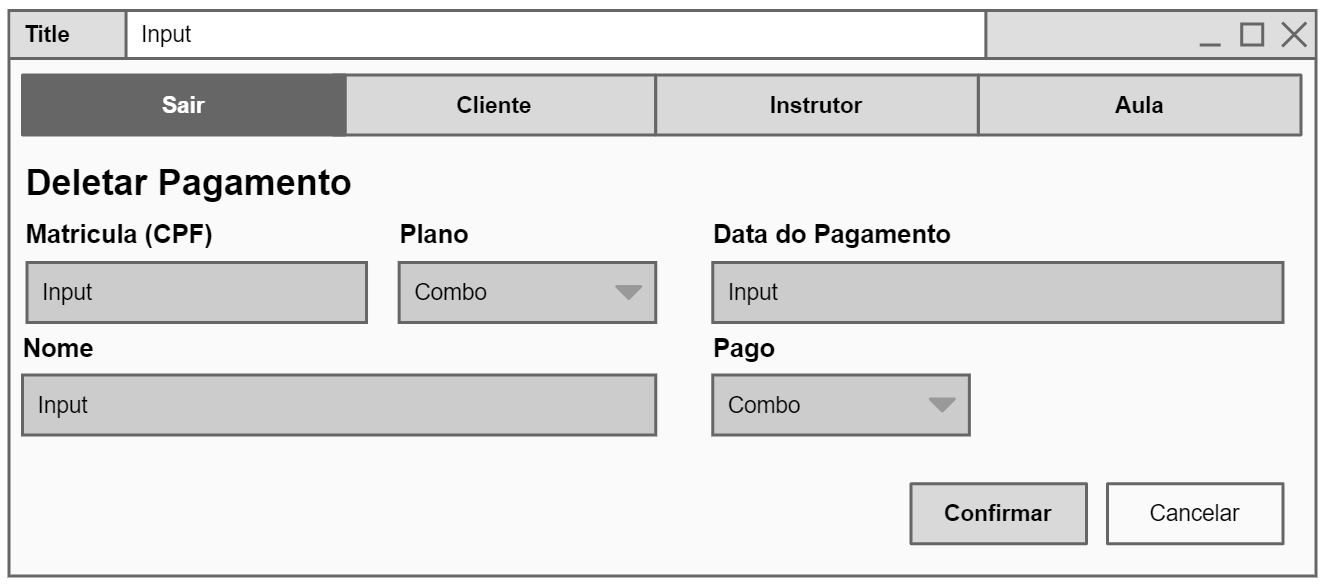 Title Input
Sair Cliente Instrutor Aula
Deletar Pagamento
Matricula (CPF) Plano Data do Pagamento
Input Combo Input
Nome Pago
Input Combo
Confirmar Cancelar